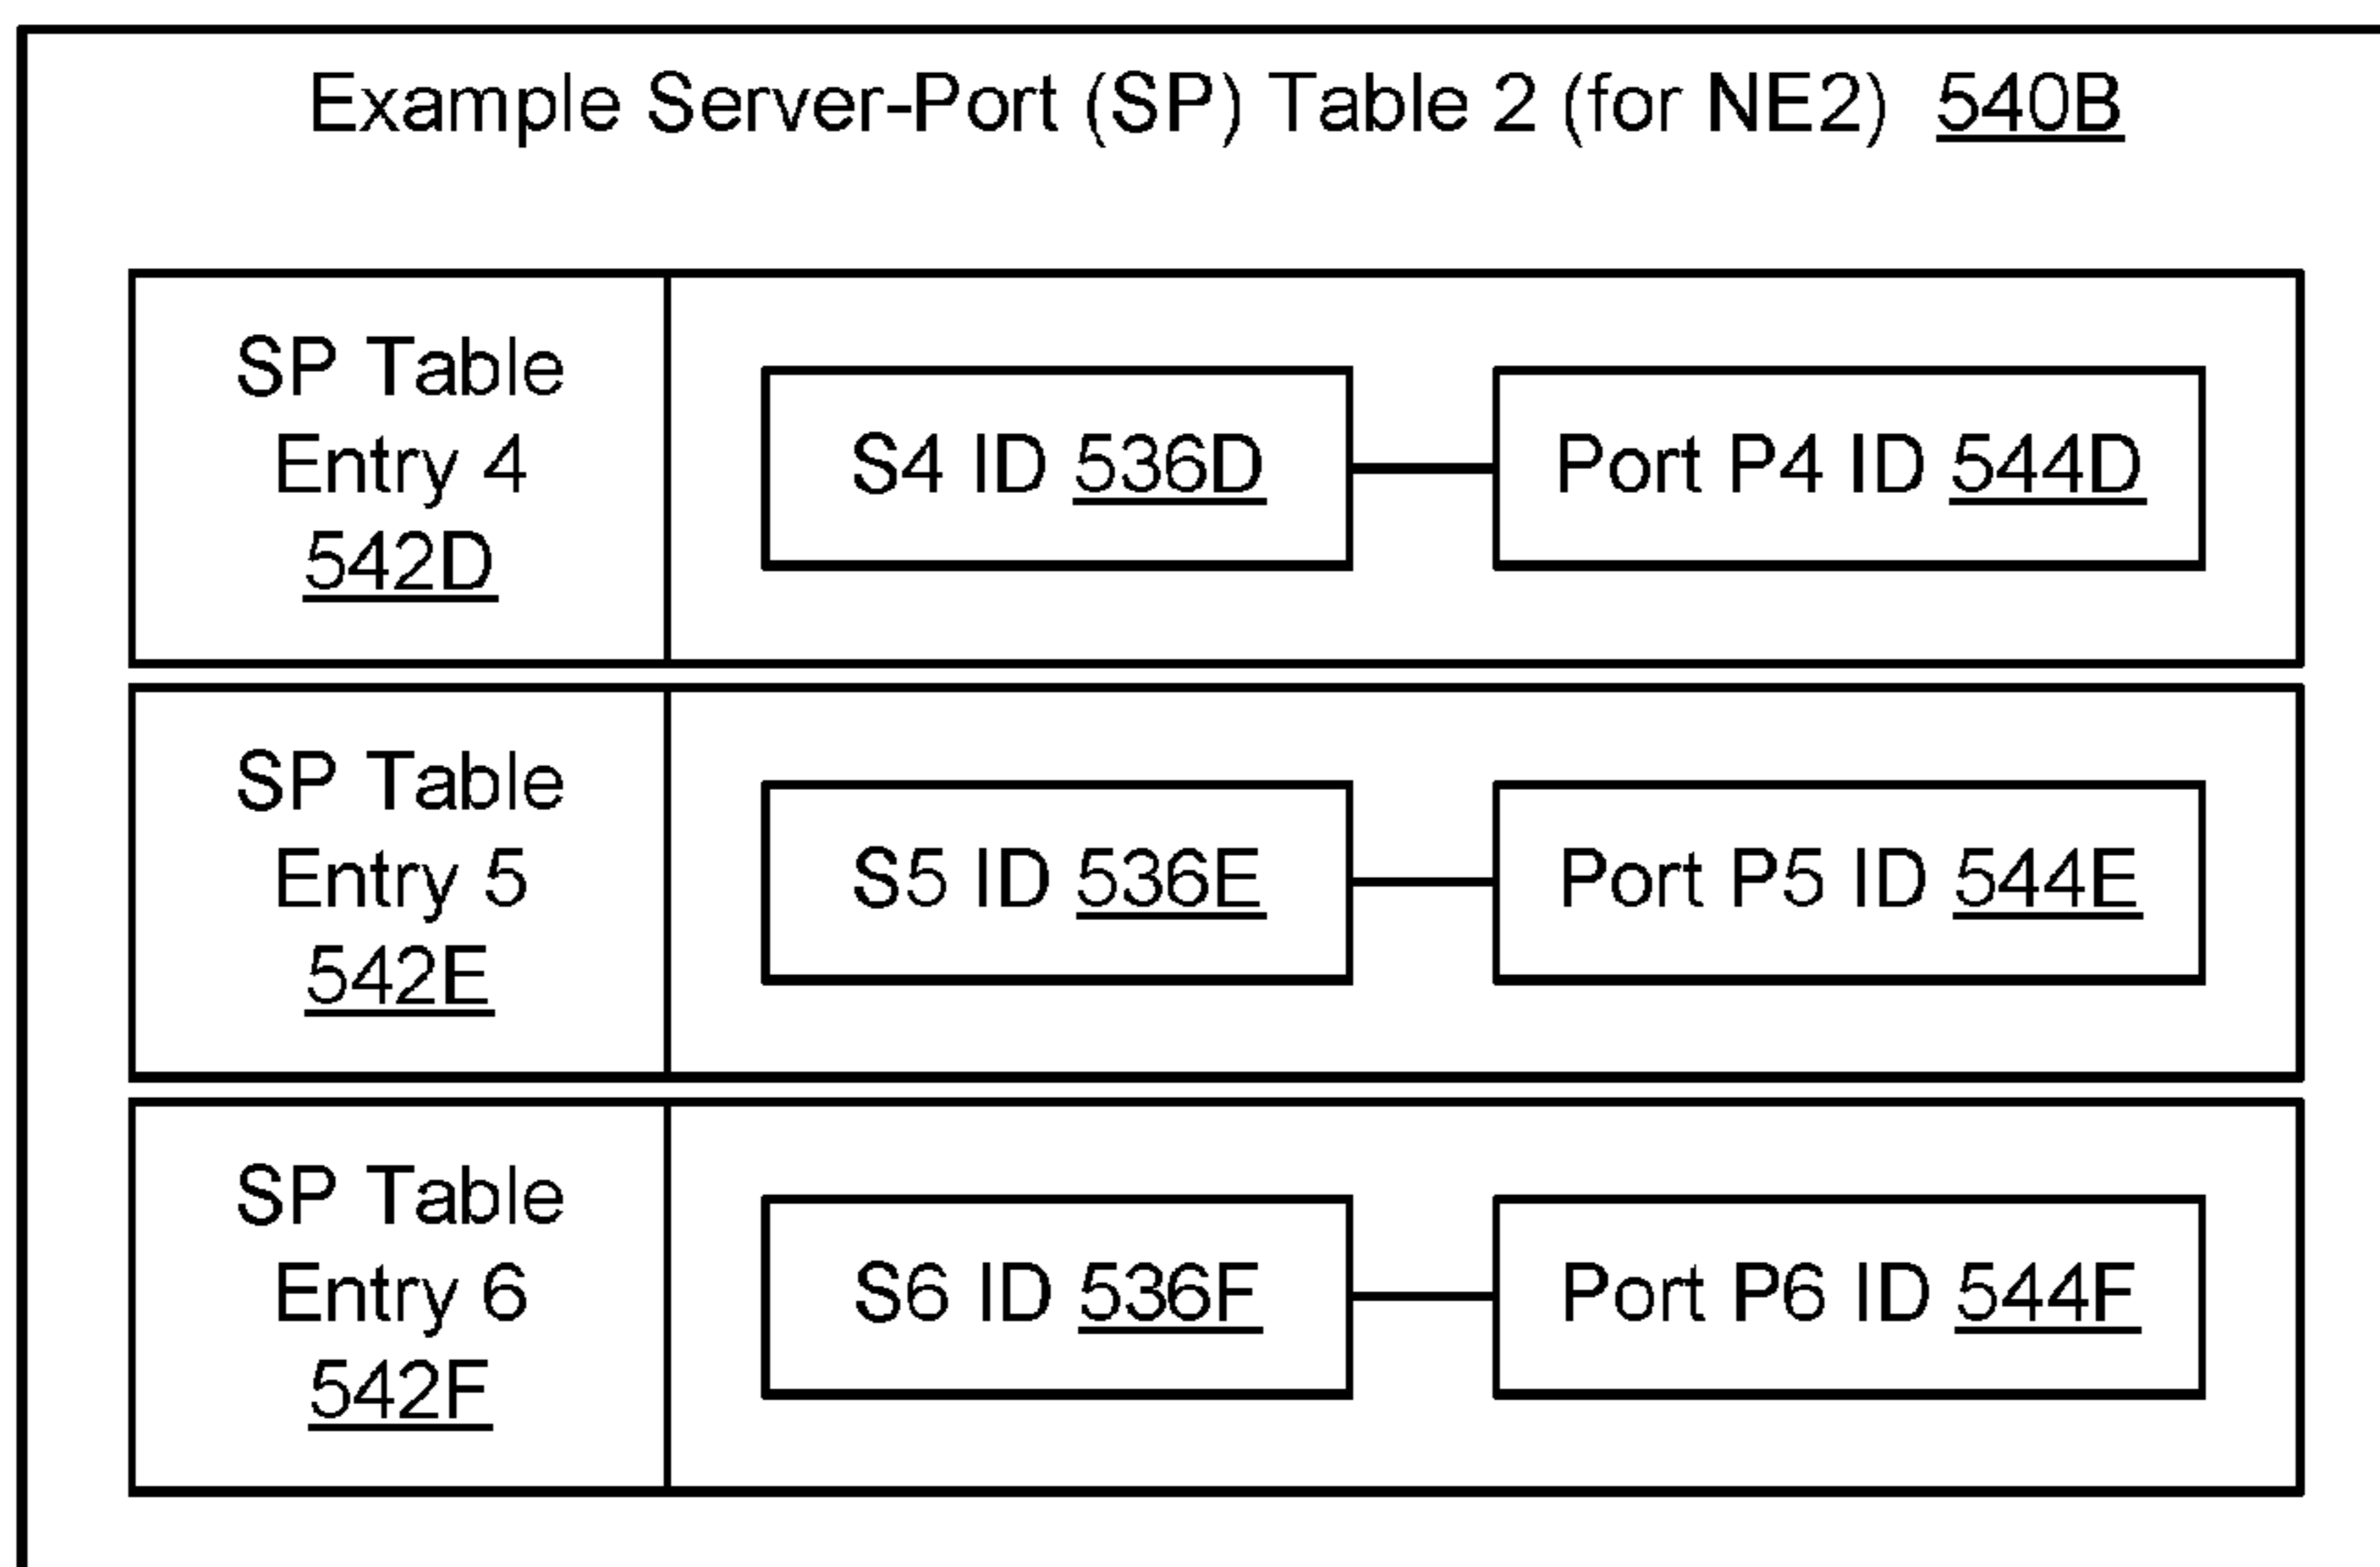 Example Server-Port (SP) Table 2 (for NE2) 540B
SP Table
Entry 4
542D
S4 ID 536D
Port P4 ID 544D
SP Table
Entry 5
542E
S5 ID 536E
Port P5 ID 544E
SP Table
Entry 6
542F
S6 ID 536F
Port P6 ID 544F